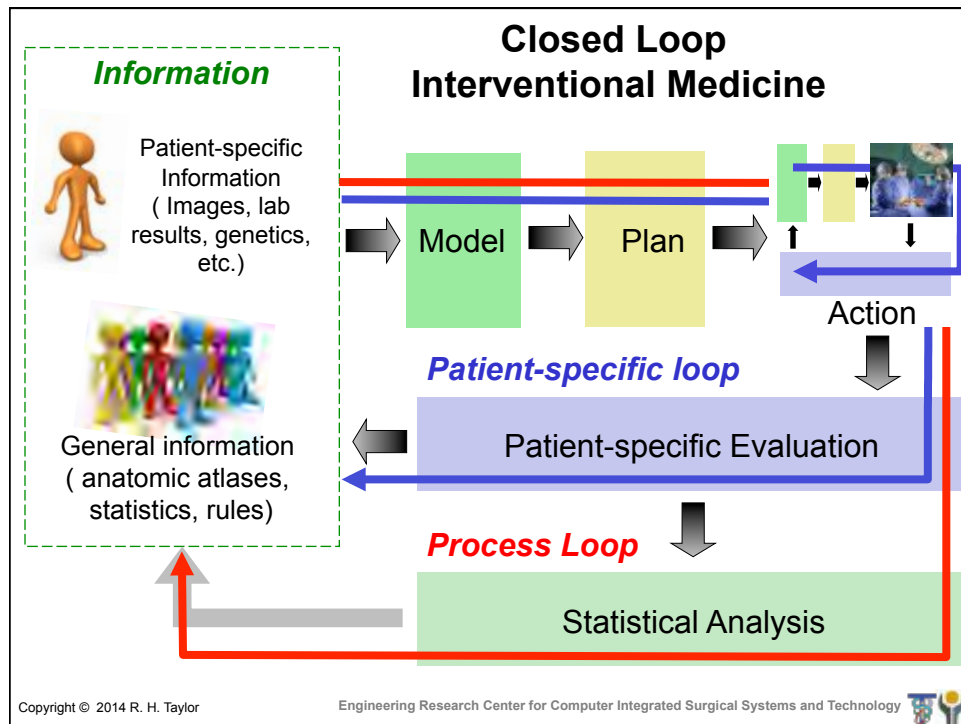 Closed Loop
Interventional Medicine
Information
Patient-specific
Information
( Images, lab
results, genetics,
etc.)
Model
Plan
Action
Patient-specific loop
Patient-specific Evaluation
General information
( anatomic atlases,
statistics, rules)
Process Loop
Statistical Analysis
Copyright © 2014 R. H. Taylor
Engineering Research Center for Computer Integrated Surgical Systems and Technology